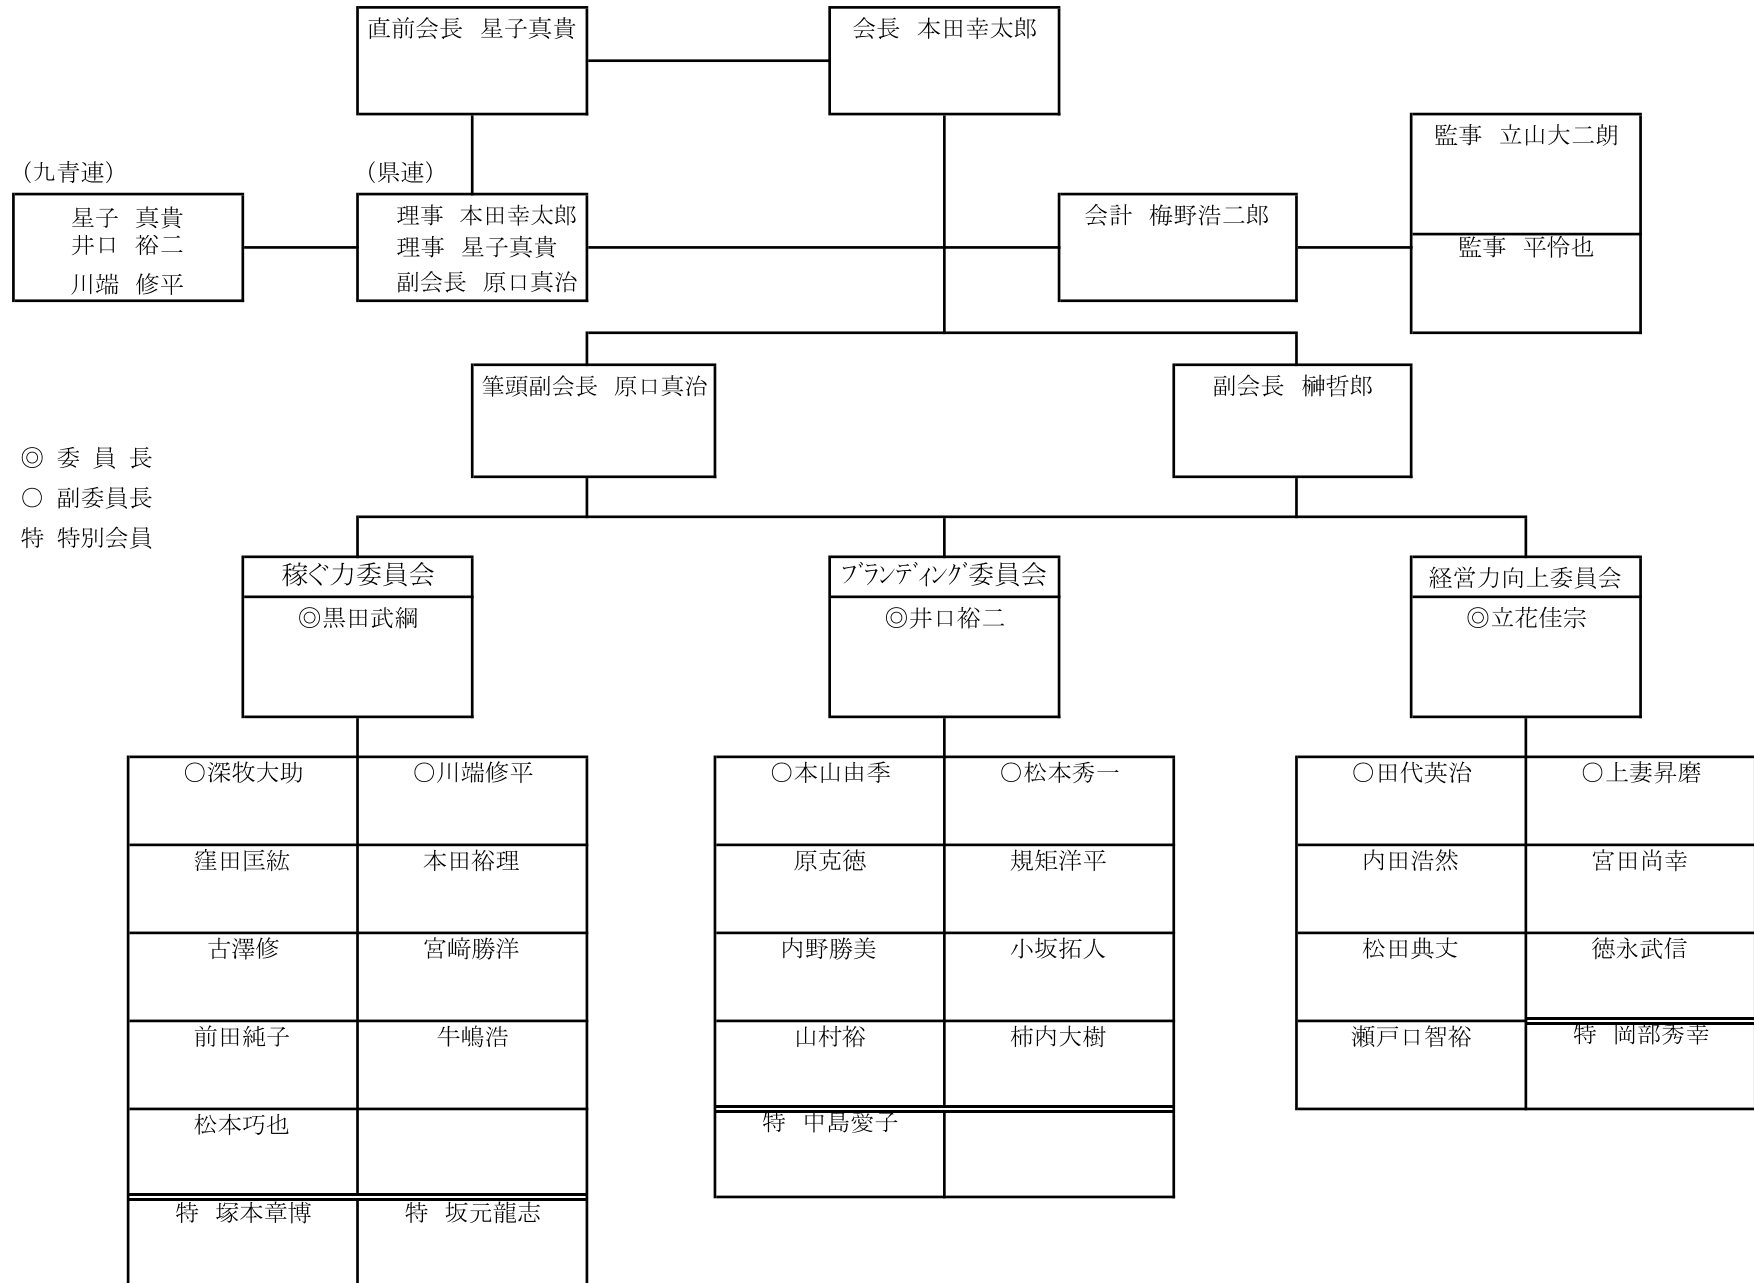 直前会長 星子真貴
会長 本田幸太郎
監事 立山大二朗
（九青連）
（県連）
星子 真貴
井口 裕二
川端 修平
理事 本田幸太郎
理事 星子真貴
副会長 原口真治
会計 梅野浩二郎
監事 平怜也
筆頭副会長 原口真治
副会長 榊哲郎
◎ 委 員 長
○ 副委員長
特 特別会員
稼ぐ力委員会
ﾌﾞﾗﾝﾃﾞｨﾝｸﾞ委員会
経営力向上委員会
◎黒田武綱
◎井口裕二
◎立花佳宗
○深牧大助
○川端修平
○本山由季
○松本秀一
○田代英治
○上妻昇磨
窪田匡紘
本田裕理
原克徳
規矩洋平
内田浩然
宮田尚幸
古澤修
宮﨑勝洋
内野勝美
小坂拓人
松田典丈
徳永武信
前田純子
牛嶋浩
山村裕
柿内大樹
瀬戸口智裕
特 岡部秀幸
松本巧也
特 中島愛子
特 塚本章博
特 坂元龍志